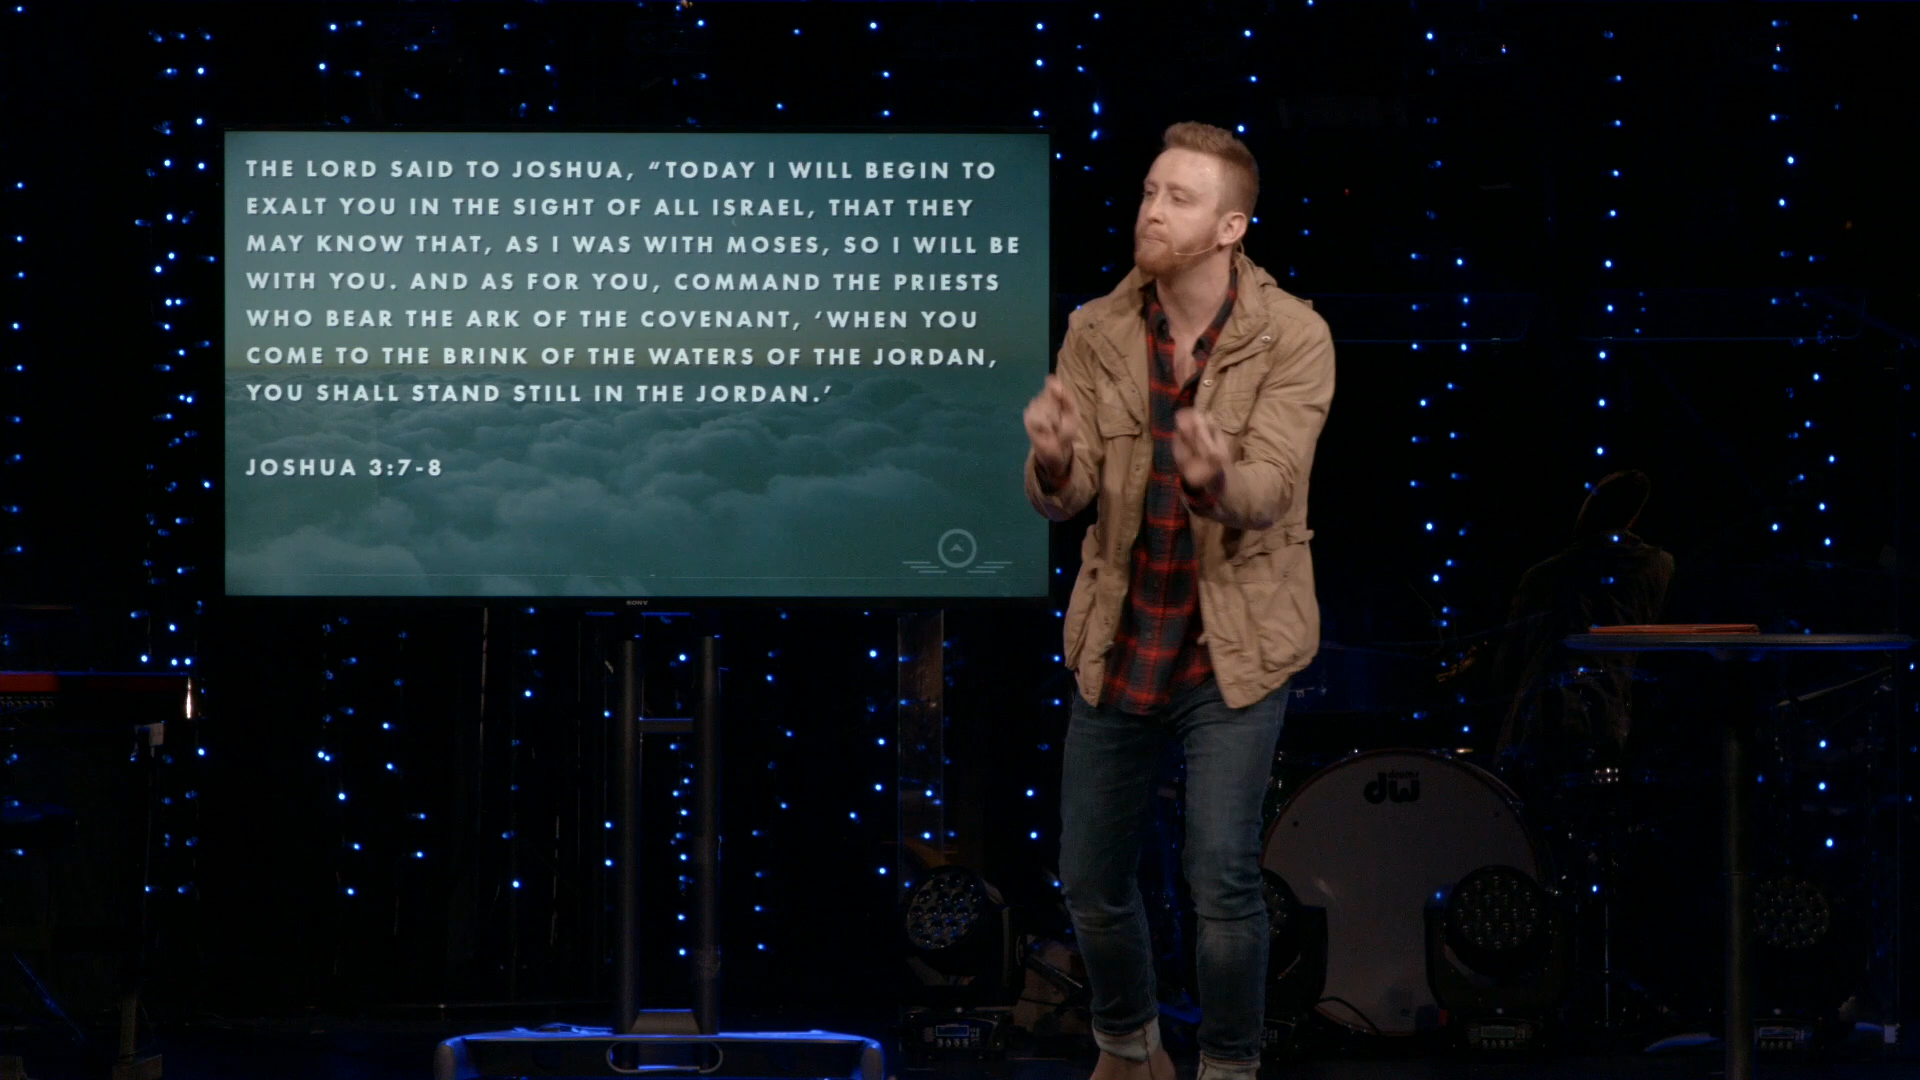 THE LORD SAID TO JOSHUA, “TODAY I WILL BEGIN TO
EXALT YOU IN THE SIGHT OF ALL ISRAEL, THAT THEY
MAY KNOW THAT, AS I WAS WITH MOSES, SO I WILL BE
WITH YOU. AND AS FOR YOU, COMMAND THE PRIESTS
WHO BEAR THE ARK OF THE COVENANT, ‘WHEN YOU
COME TO THE BRINK OF THE WATERS OF THE JORDAN,
YOU SHALL STAND STILL IN THE JORDAN.’
JOSHUA 3:7-8
SONY
drums
dw